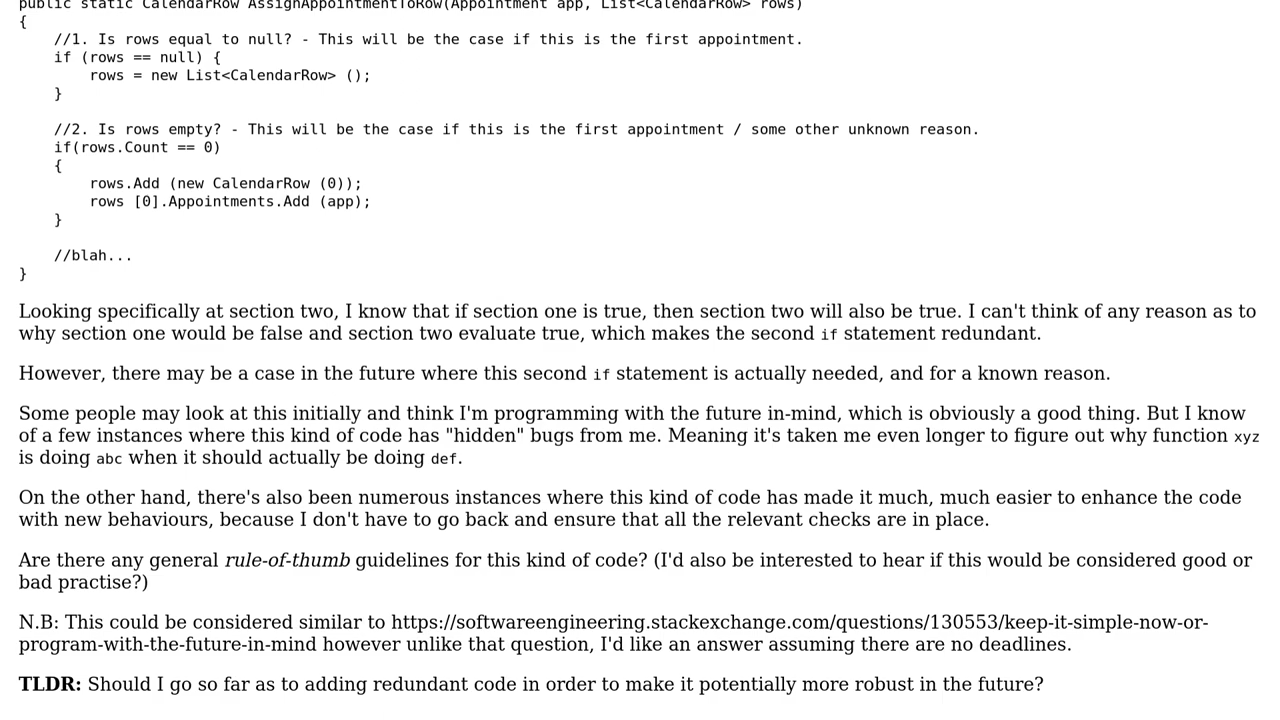 public static CalendarRow AssignAppointmentToRow(Appointment app, List<CalendarRow> rows)
{
    //1. Is rows equal to null? - This will be the case if this is the first appointment.
    if (rows == null) {
        rows = new List<CalendarRow> ();
    }

    //2. Is rows empty? - This will be the case if this is the first appointment / some other unknown reason.
    if(rows.Count == 0)
    {
        rows.Add (new CalendarRow (0));
        rows [0].Appointments.Add (app);
    }

    //blah...
}
Looking specifically at section two, I know that if section one is true, then section two will also be true. I can't think of any reason as to
why section one would be false and section two evaluate true, which makes the second if statement redundant.
However, there may be a case in the future where this second if statement is actually needed, and for a known reason.
Some people may look at this initially and think I'm programming with the future in-mind, which is obviously a good thing. But I know
of a few instances where this kind of code has "hidden" bugs from me. Meaning it's taken me even longer to figure out why function xyz
is doing abc when it should actually be doing def.
On the other hand, there's also been numerous instances where this kind of code has made it much, much easier to enhance the code
with new behaviours, because I don't have to go back and ensure that all the relevant checks are in place.
Are there any general rule-of-thumb guidelines for this kind of code? (I'd also be interested to hear if this would be considered good or
bad practise?)
N.B: This could be considered similar to https://softwareengineering.stackexchange.com/questions/130553/keep-it-simple-now-or-
program-with-the-future-in-mind however unlike that question, I'd like an answer assuming there are no deadlines.
TLDR: Should I go so far as to adding redundant code in order to make it potentially more robust in the future?